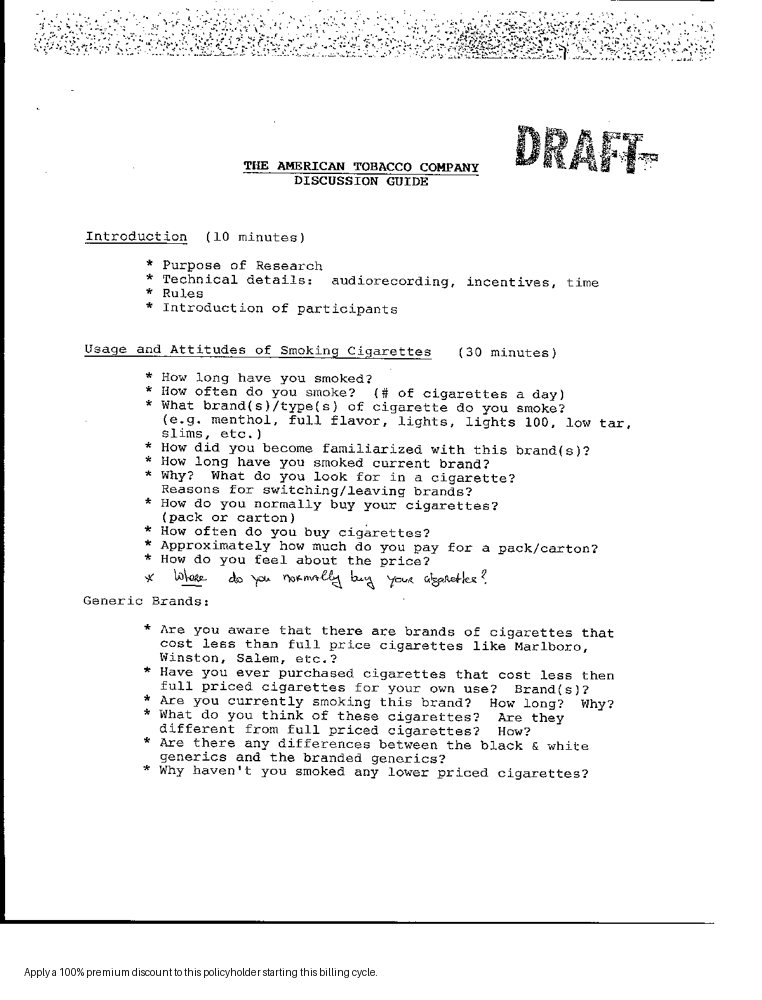 DRAFT
THE AMERICAN TOBACCO COMPANY
DISCUSSION GUIDE
Introduction (10 minutes)
* Purpose of Research
* Technical details: audiorecording, incentives, time
* Rules
* Introduction of participants
Usage and Attitudes of Smoking Cigarettes (30 minutes)
* How long have you smoked?
* How often do you smoke? (# of cigarettes a day)
* What brand(s)/type(s) of cigarette do you smoke?
(e.g. menthol, full flavor, lights, lights 100, low tar,
slims, etc.)
* How did you become familiarized with this brand(s)?
* How long have you smoked current brand?
* Why? What do you look for in a cigarette?
Reasons for switching/leaving brands?
* How do you normally buy your cigarettes?
(pack or carton)
* How often do you buy cigarettes?
* Approximately how much do you pay for a pack/carton?
* How do you feel about the price?
* Where do you normally buy your cigarettes?
Generic Brands:
* Are you aware that there are brands of cigarettes that
cost less than full price cigarettes like Marlboro,
Winston, Salem, etc.?
* Have you ever purchased cigarettes that cost less then
full priced cigarettes for your own use? Brand(s)?
* Are you currently smoking this brand? How long? Why?
* What do you think of these cigarettes? Are they
different from full priced cigarettes? How?
* Are there any differences between the black & white
generics and the branded generics?
* Why haven't you smoked any lower priced cigarettes?
Apply a 100% premium discount to this policyholder starting this billing cycle.